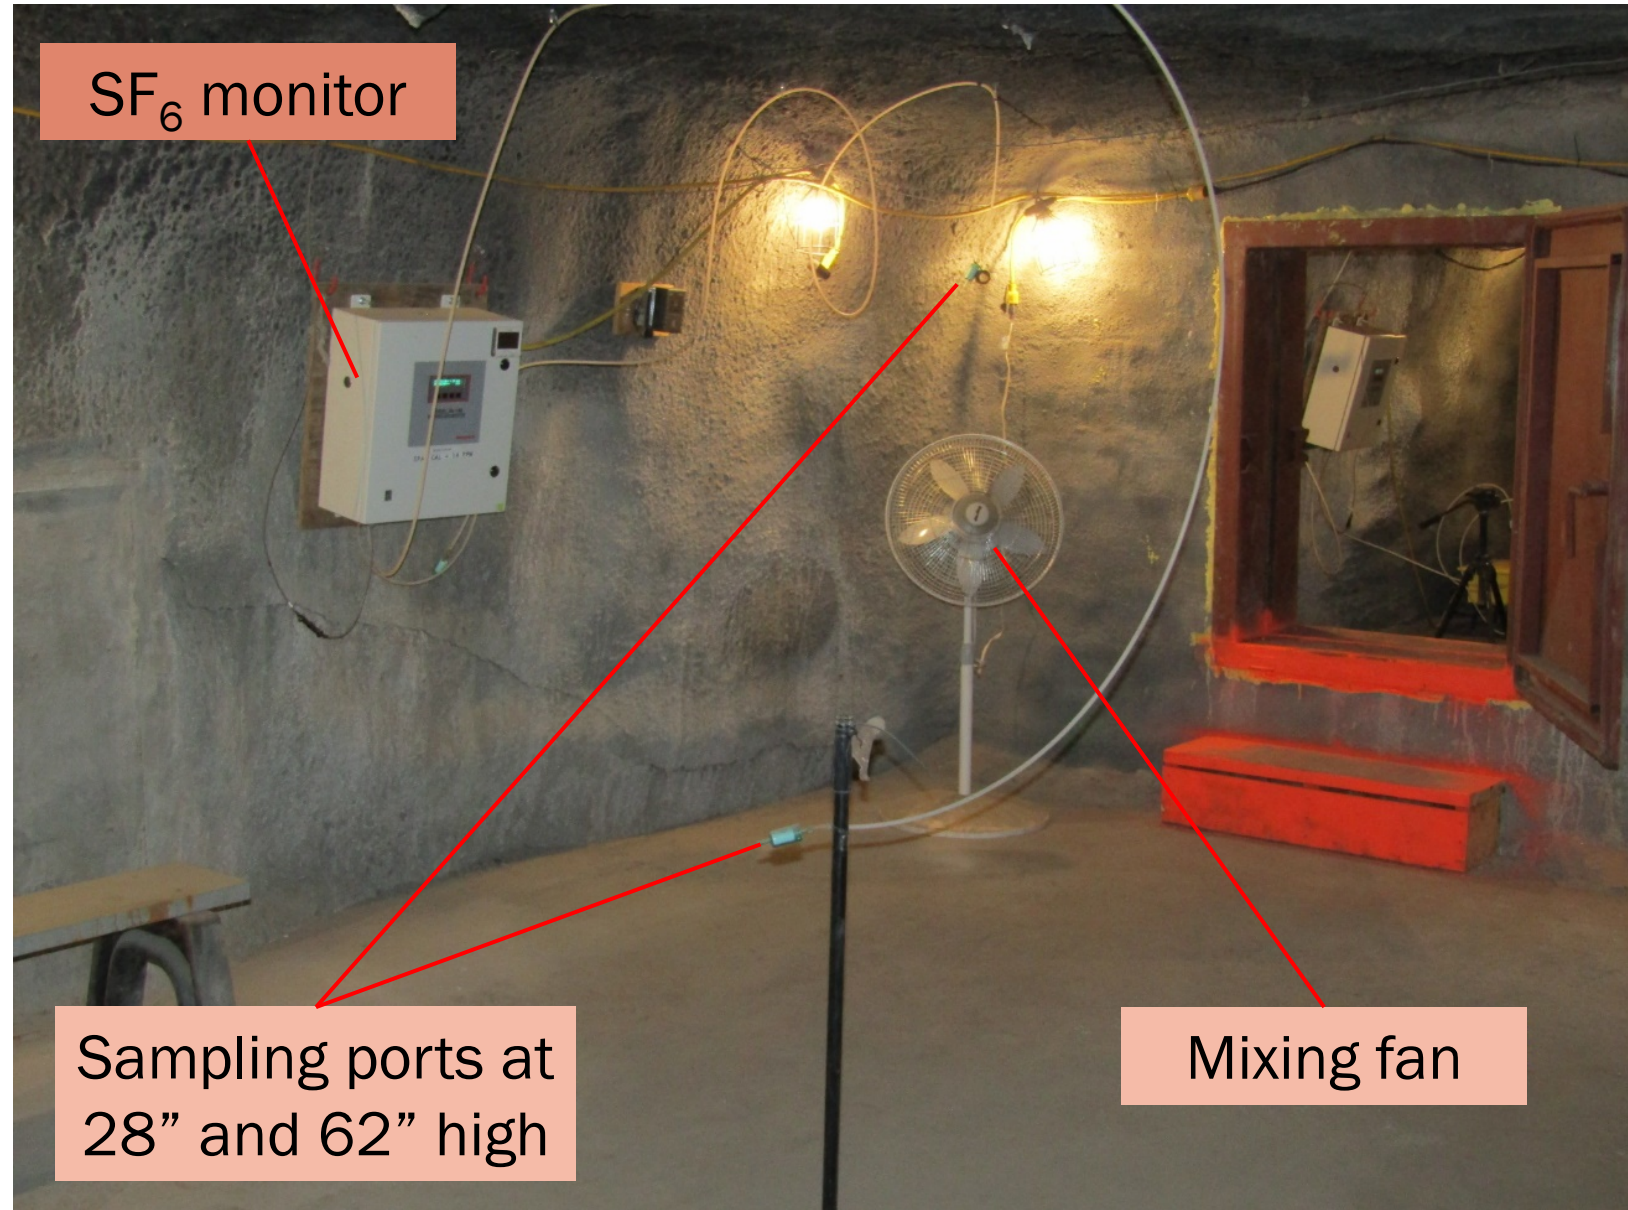 SF₆ monitor
Sampling ports at
28” and 62” high
Mixing fan